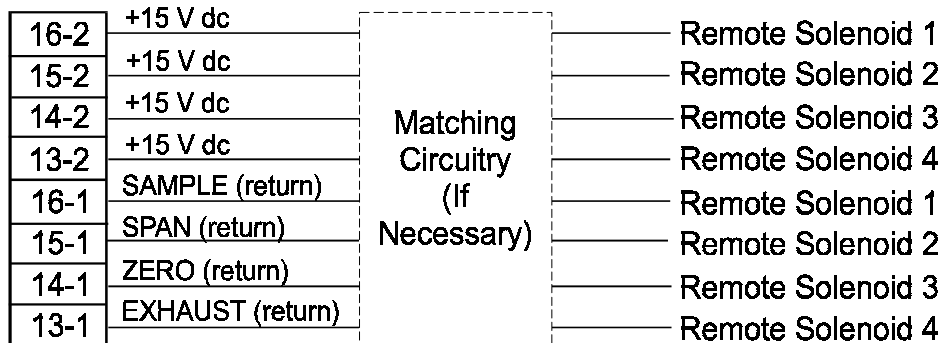 16-2 +15 V dc Remote Solenoid 1
15-2 +15 V dc Remote Solenoid 2
14-2 +15 V dc Remote Solenoid 3
13-2 +15 V dc Remote Solenoid 4
16-1 SAMPLE (return) Remote Solenoid 1
15-1 SPAN (return) Remote Solenoid 2
14-1 ZERO (return) Remote Solenoid 3
13-1 EXHAUST (return) Remote Solenoid 4
Matching
Circuitry
(If
Necessary)